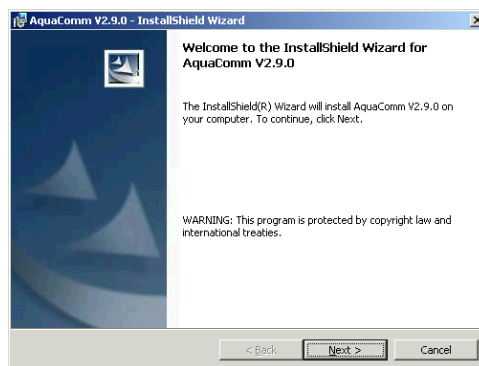 AquaComm V2.9.0 - InstallShield Wizard
Welcome to the InstallShield Wizard for
AquaComm V2.9.0
The InstallShield(R) Wizard will install AquaComm V2.9.0 on
your computer. To continue, click Next.
WARNING: This program is protected by copyright law and
international treaties.
< Back Next > Cancel